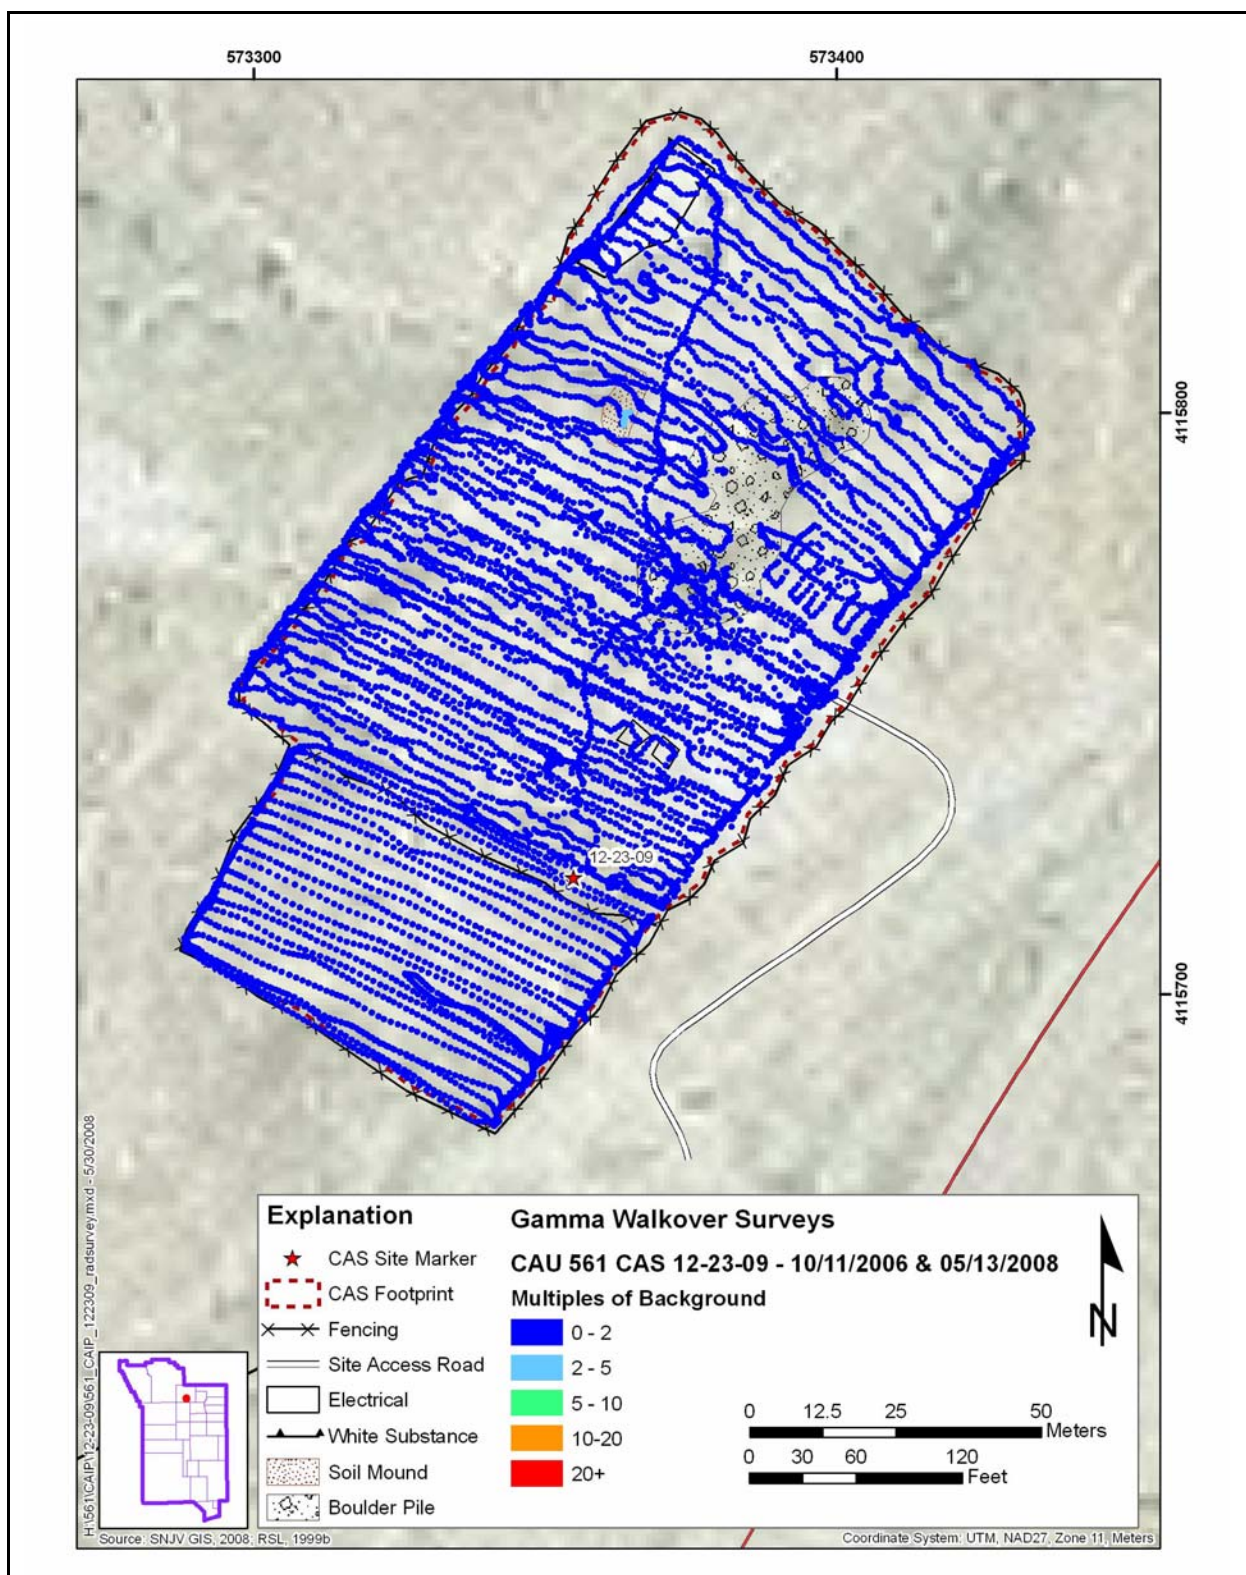 573300
573400
4115800
4115700
12-23-09
H:\561\CAIP\12-23-09\561_CAIP_122309_radsurvey.mxd - 5/30/2008
Explanation
CAS Site Marker
CAS Footprint
Fencing
Site Access Road
Electrical
White Substance
Soil Mound
Boulder Pile
Gamma Walkover Surveys
CAU 561 CAS 12-23-09 - 10/11/2006 & 05/13/2008
Multiples of Background
0 - 2
2 - 5
5 - 10
10-20
20+
N
0 12.5 25 50
Meters
0 30 60 120
Feet
Source: SNJV GIS, 2008; RSL, 1999b
Coordinate System: UTM, NAD27, Zone 11, Meters